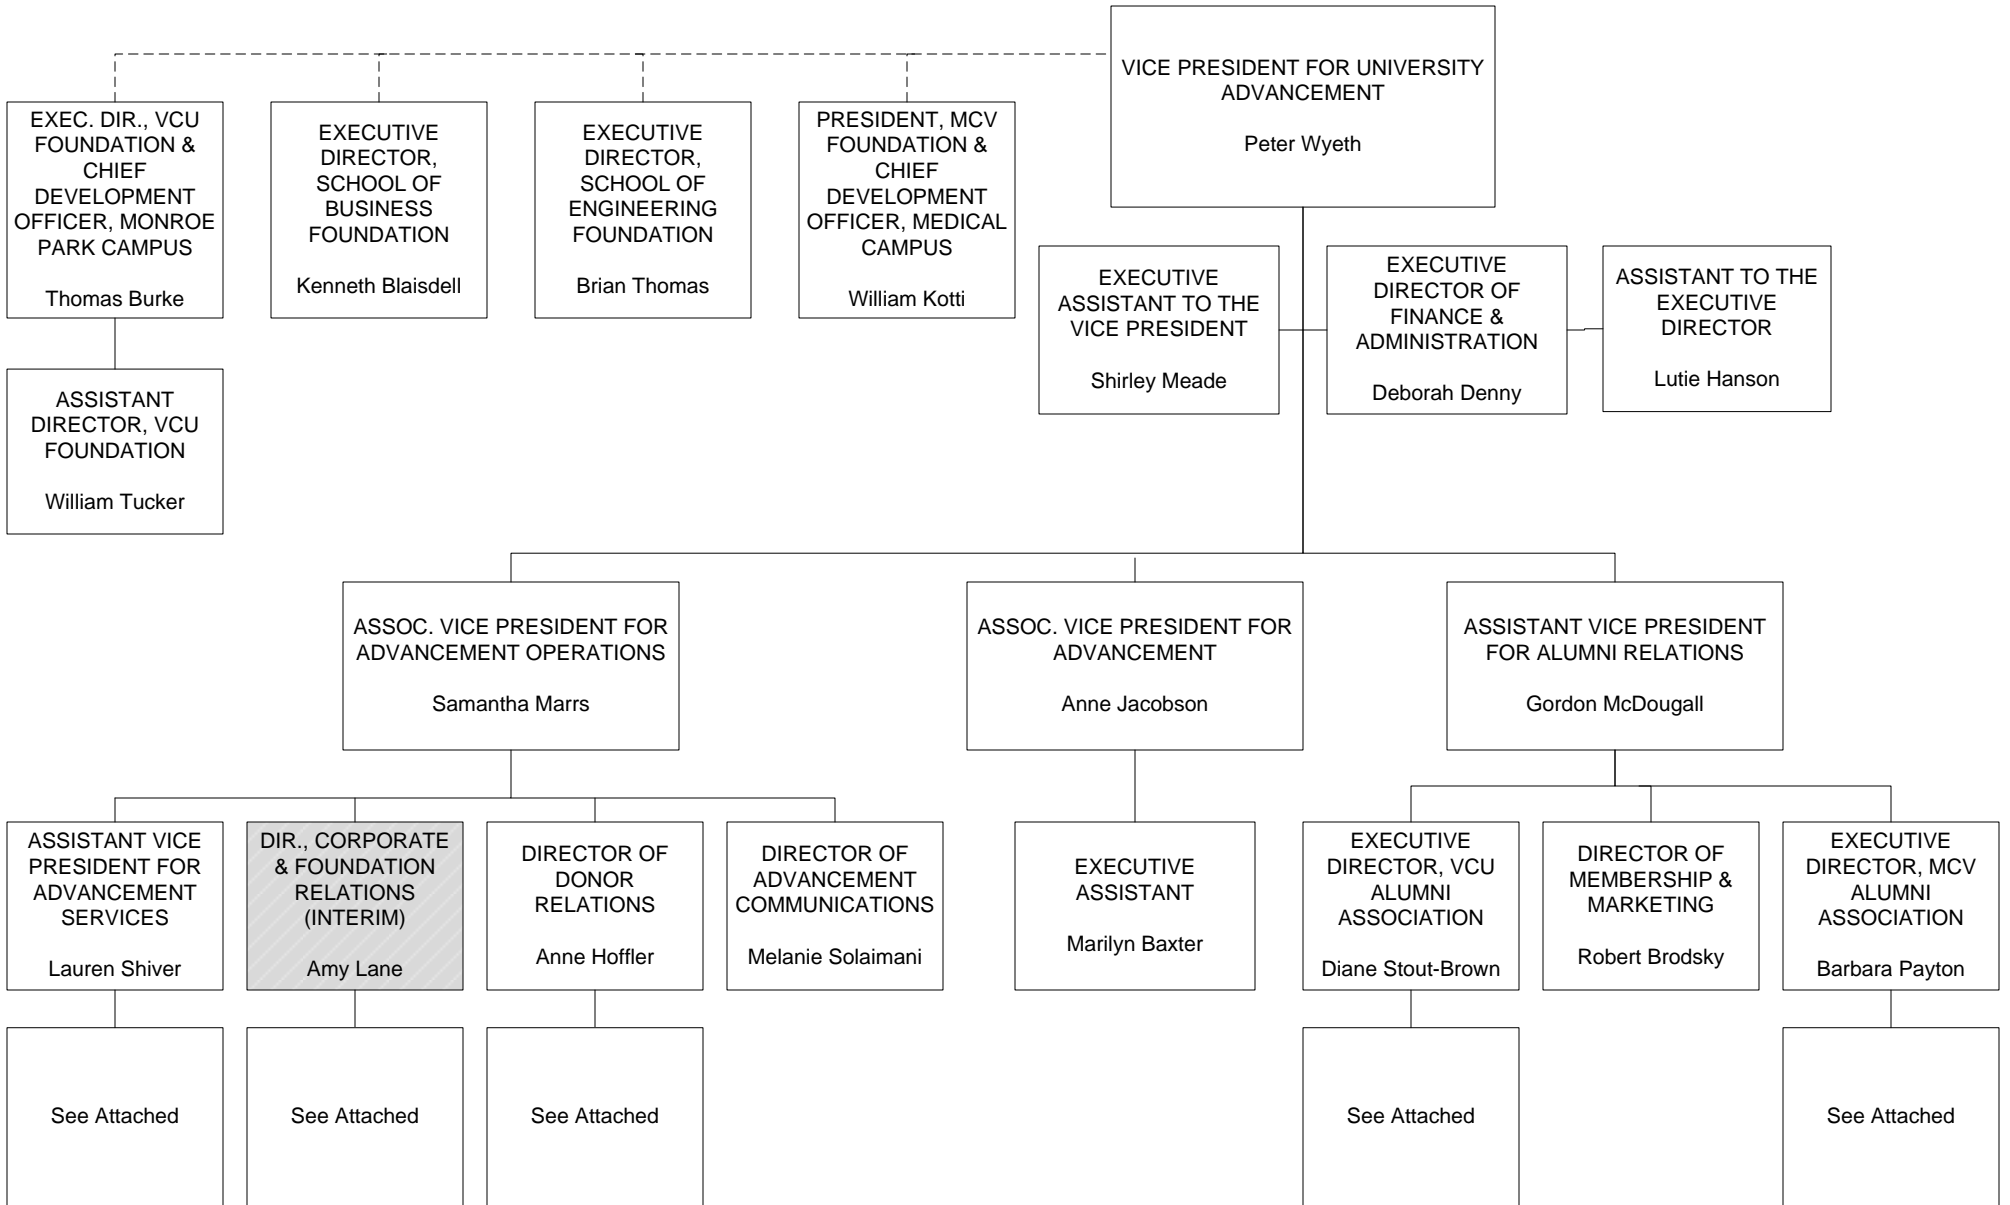 VICE PRESIDENT FOR UNIVERSITY
ADVANCEMENT
Peter Wyeth
EXEC. DIR., VCU
FOUNDATION &
CHIEF
DEVELOPMENT
OFFICER, MONROE
PARK CAMPUS
Thomas Burke
EXECUTIVE
DIRECTOR,
SCHOOL OF
BUSINESS
FOUNDATION
Kenneth Blaisdell
EXECUTIVE
DIRECTOR,
SCHOOL OF
ENGINEERING
FOUNDATION
Brian Thomas
PRESIDENT, MCV
FOUNDATION &
CHIEF
DEVELOPMENT
OFFICER, MEDICAL
CAMPUS
William Kotti
EXECUTIVE
ASSISTANT TO THE
VICE PRESIDENT
Shirley Meade
EXECUTIVE
DIRECTOR OF
FINANCE &
ADMINISTRATION
Deborah Denny
ASSISTANT TO THE
EXECUTIVE
DIRECTOR
Lutie Hanson
ASSISTANT
DIRECTOR, VCU
FOUNDATION
William Tucker
ASSOC. VICE PRESIDENT FOR
ADVANCEMENT OPERATIONS
Samantha Marrs
ASSOC. VICE PRESIDENT FOR
ADVANCEMENT
Anne Jacobson
ASSISTANT VICE PRESIDENT
FOR ALUMNI RELATIONS
Gordon McDougall
ASSISTANT VICE
PRESIDENT FOR
ADVANCEMENT
SERVICES
Lauren Shiver
DIR., CORPORATE
& FOUNDATION
RELATIONS
(INTERIM)
Amy Lane
DIRECTOR OF
DONOR
RELATIONS
Anne Hoffler
DIRECTOR OF
ADVANCEMENT
COMMUNICATIONS
Melanie Solaimani
EXECUTIVE
ASSISTANT
Marilyn Baxter
EXECUTIVE
DIRECTOR, VCU
ALUMNI
ASSOCIATION
Diane Stout-Brown
DIRECTOR OF
MEMBERSHIP &
MARKETING
Robert Brodsky
EXECUTIVE
DIRECTOR, MCV
ALUMNI
ASSOCIATION
Barbara Payton
See Attached
See Attached
See Attached
See Attached
See Attached